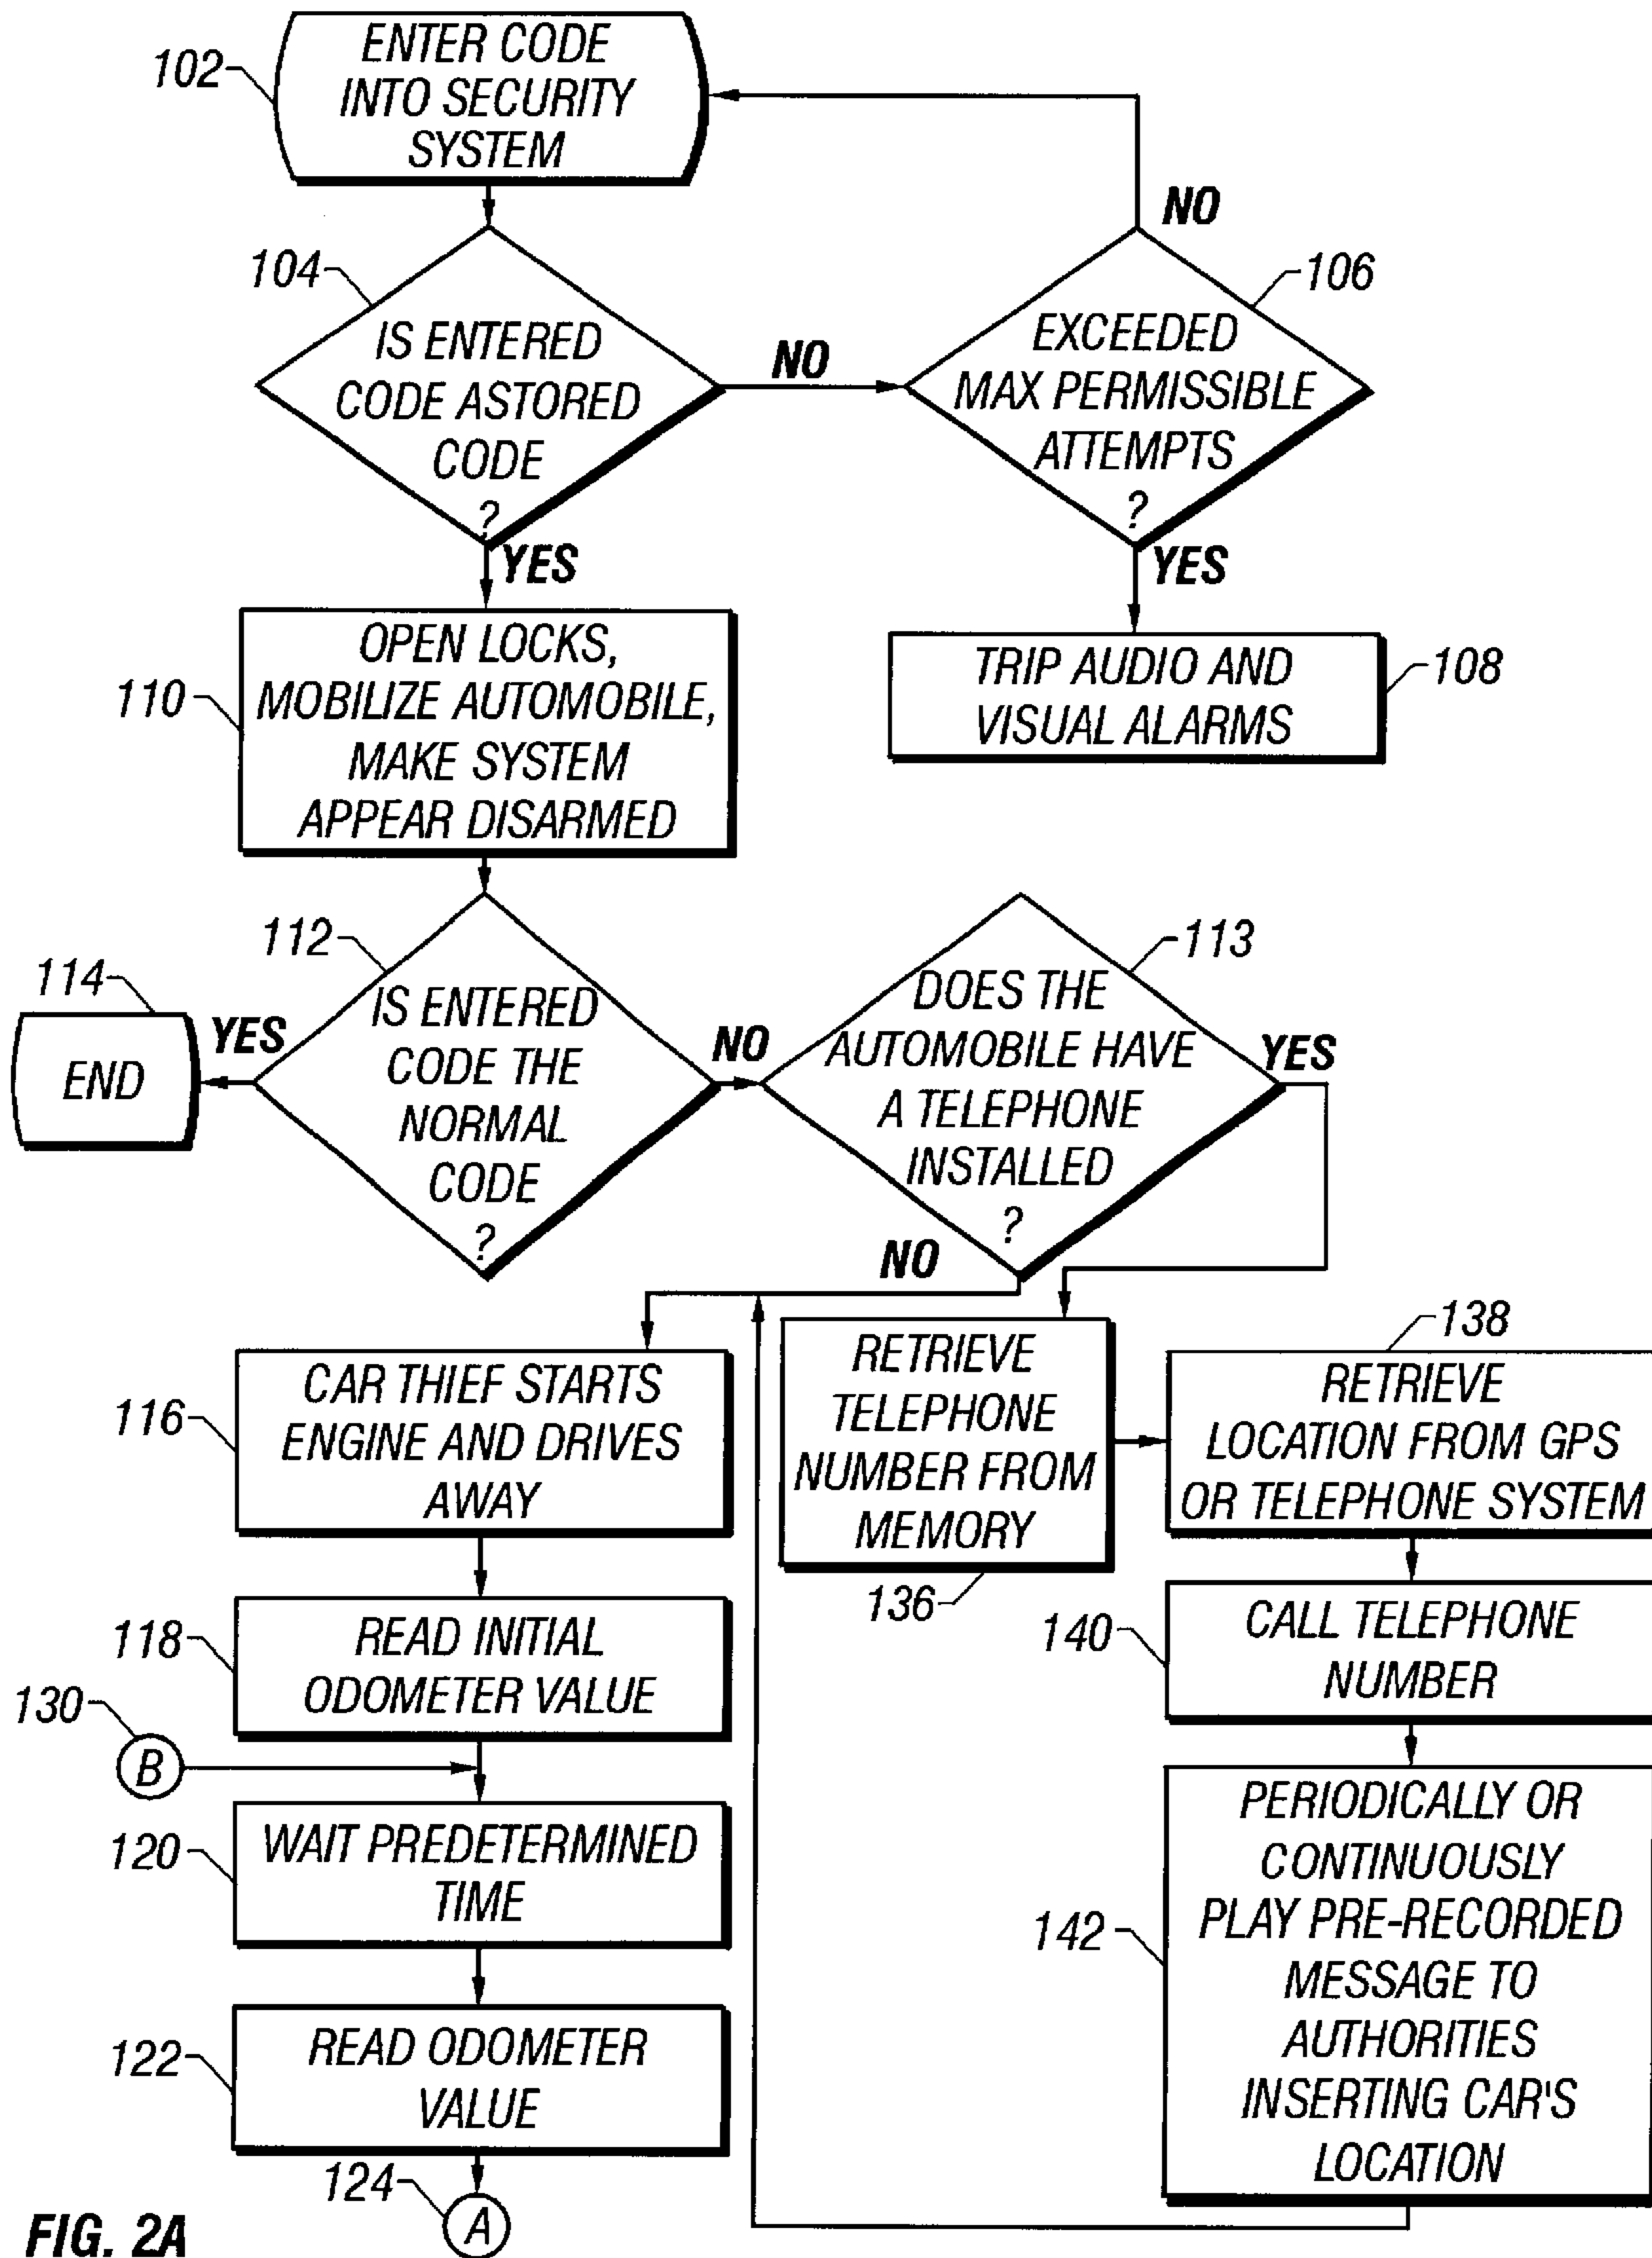 102
ENTER CODE
INTO SECURITY
SYSTEM
NO
104
IS ENTERED
CODE ASTORED
CODE
?
NO
106
EXCEEDED
MAX PERMISSIBLE
ATTEMPTS
?
YES
YES
110
OPEN LOCKS,
MOBILIZE AUTOMOBILE,
MAKE SYSTEM
APPEAR DISARMED
TRIP AUDIO AND
VISUAL ALARMS
108
112
IS ENTERED
CODE THE
NORMAL
CODE
?
114
END
YES
NO
113
DOES THE
AUTOMOBILE HAVE
A TELEPHONE
INSTALLED
?
YES
NO
116
CAR THIEF STARTS
ENGINE AND DRIVES
AWAY
RETRIEVE
TELEPHONE
NUMBER FROM
MEMORY
136
138
RETRIEVE
LOCATION FROM GPS
OR TELEPHONE SYSTEM
118
READ INITIAL
ODOMETER VALUE
140
CALL TELEPHONE
NUMBER
130
B
120
WAIT PREDETERMINED
TIME
142
PERIODICALLY OR
CONTINUOUSLY
PLAY PRE-RECORDED
MESSAGE TO
AUTHORITIES
INSERTING CAR'S
LOCATION
122
READ ODOMETER
VALUE
124
A
FIG. 2A